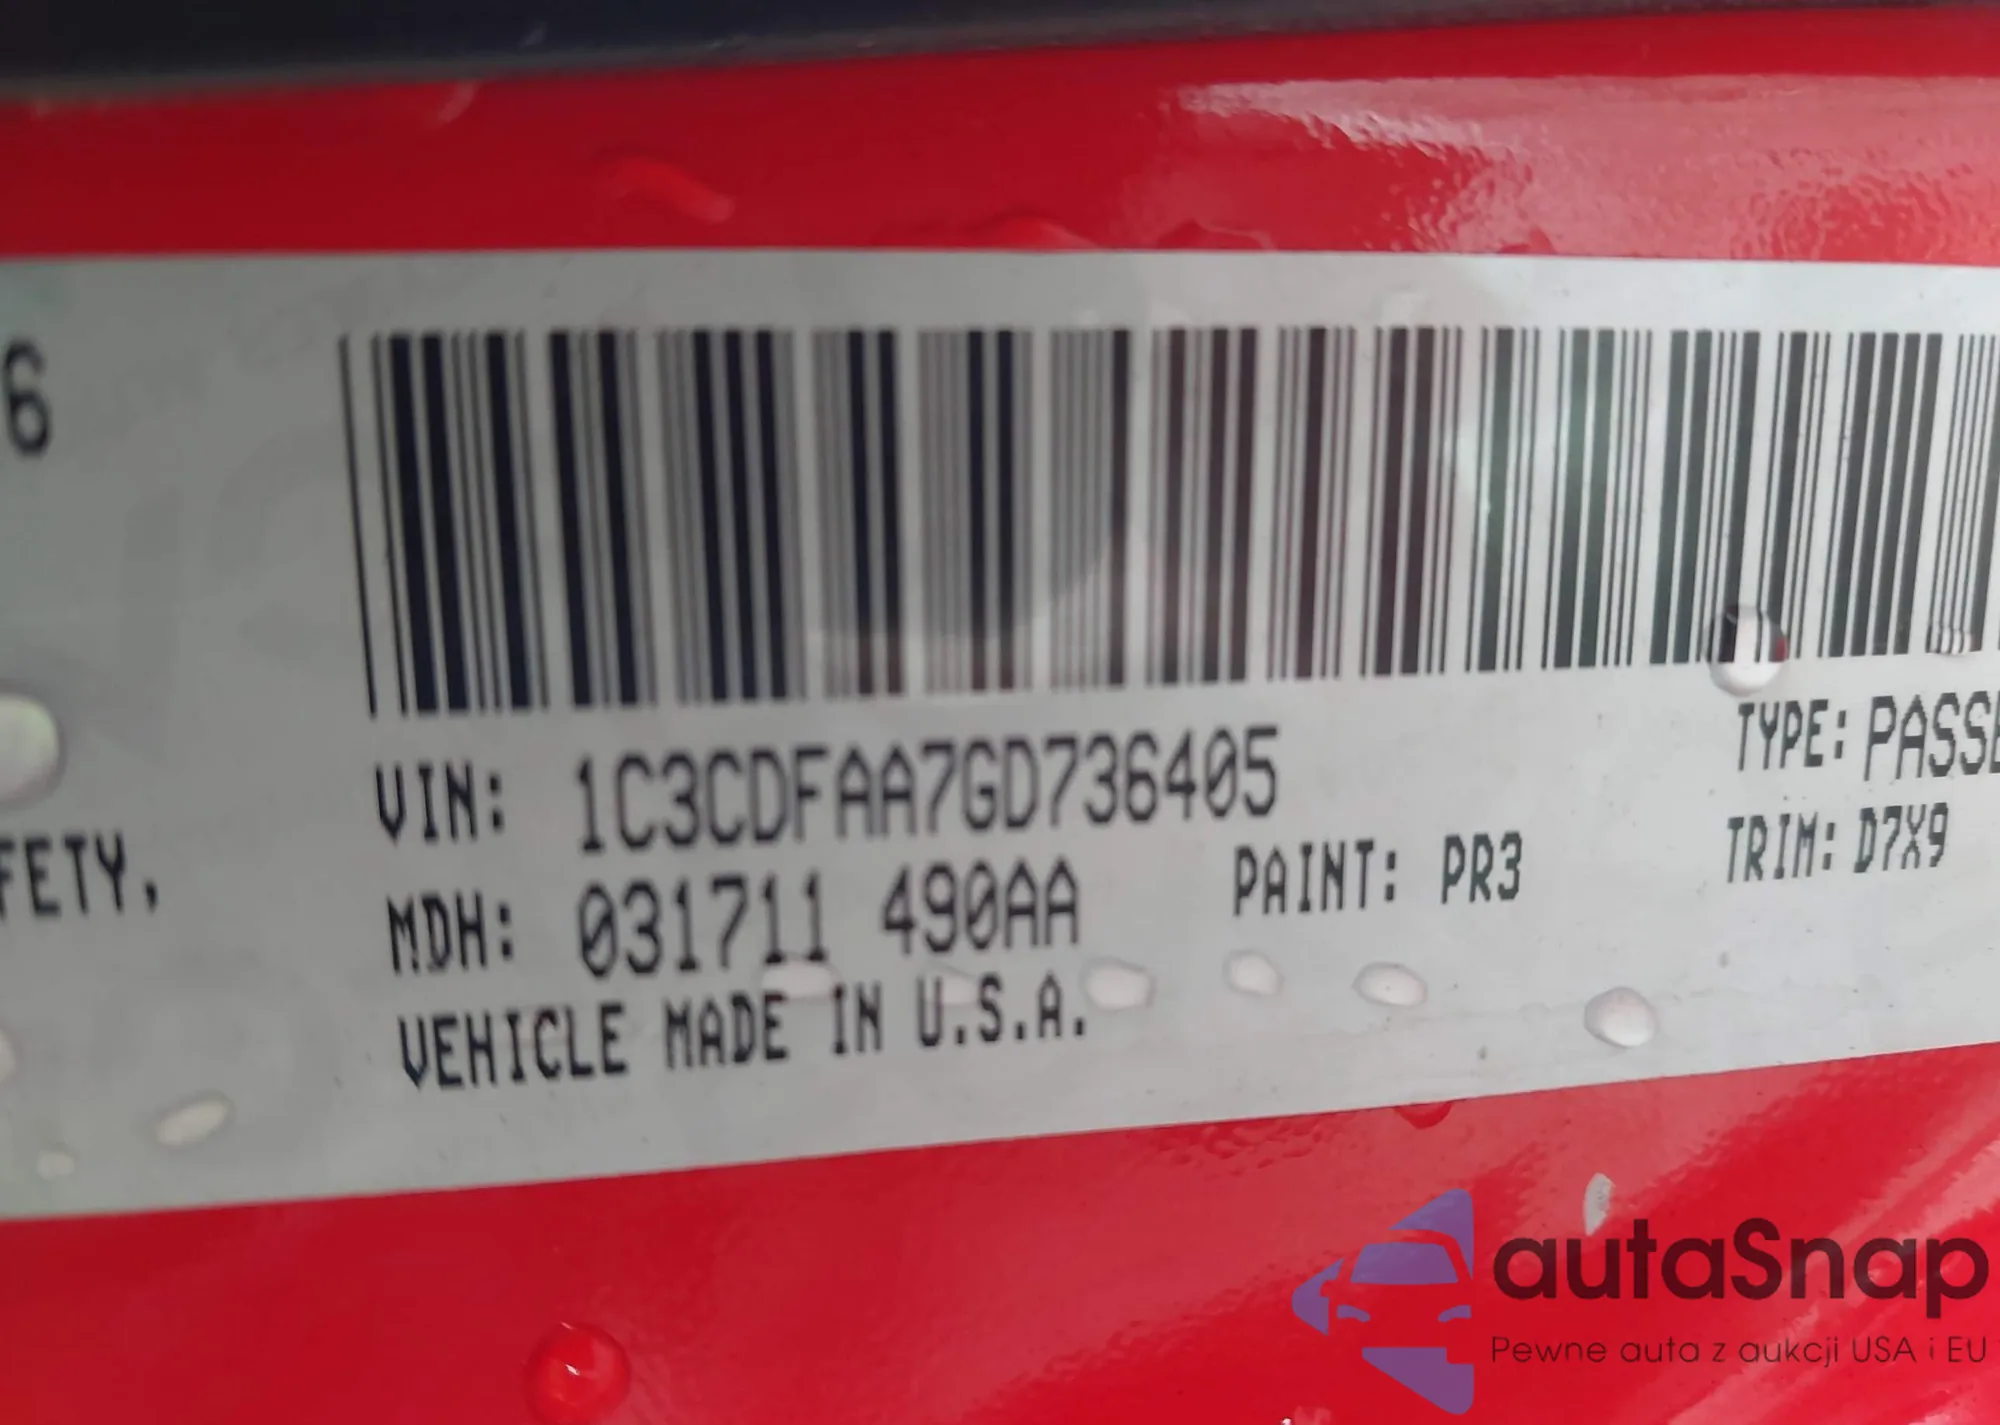 6
FETY,
VIN: 1C3CDFAA7GD736405
MDH: 031711 490AA
VEHICLE MADE IN U.S.A.
PAINT: PR3
TYPE: PASSE
TRIM: D7X9
autaSnap
Pewne auta z aukcji USA i EU